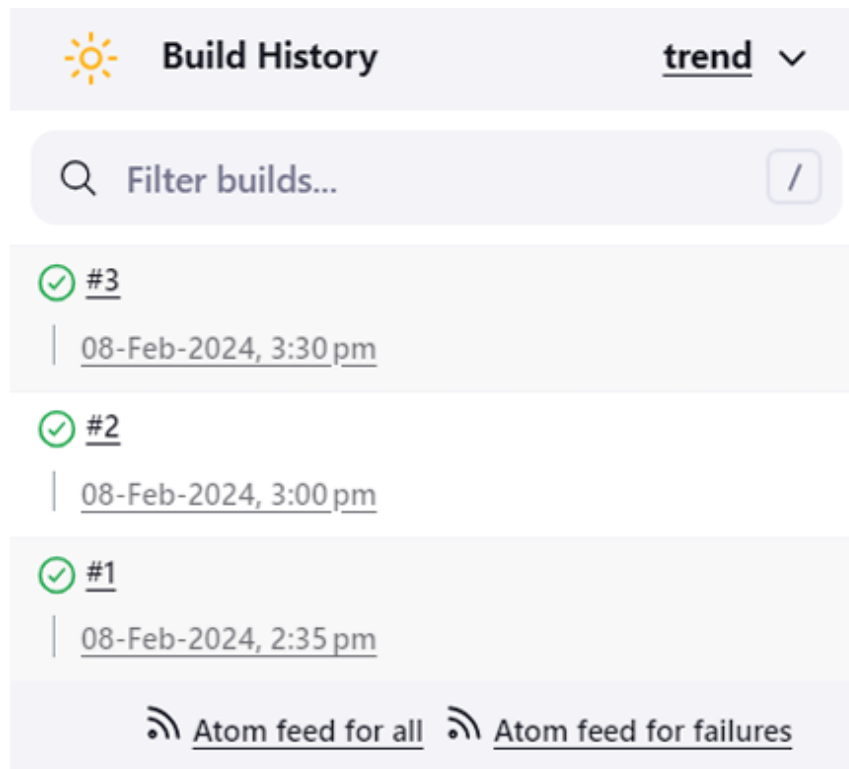 Build History trend
Filter builds... /
#3
08-Feb-2024, 3:30 pm
#2
08-Feb-2024, 3:00 pm
#1
08-Feb-2024, 2:35 pm
Atom feed for all Atom feed for failures